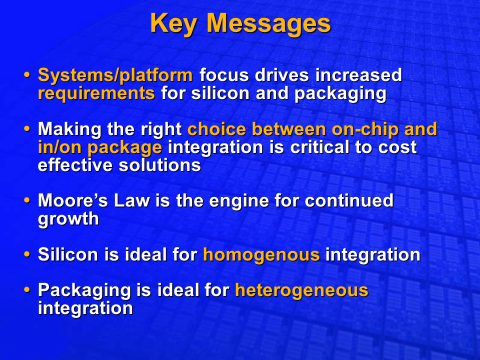 Key Messages
• Systems/platform focus drives increased
requirements for silicon and packaging
• Making the right choice between on-chip and
in/on package integration is critical to cost
effective solutions
• Moore's Law is the engine for continued
growth
• Silicon is ideal for homogenous integration
• Packaging is ideal for heterogeneous
integration